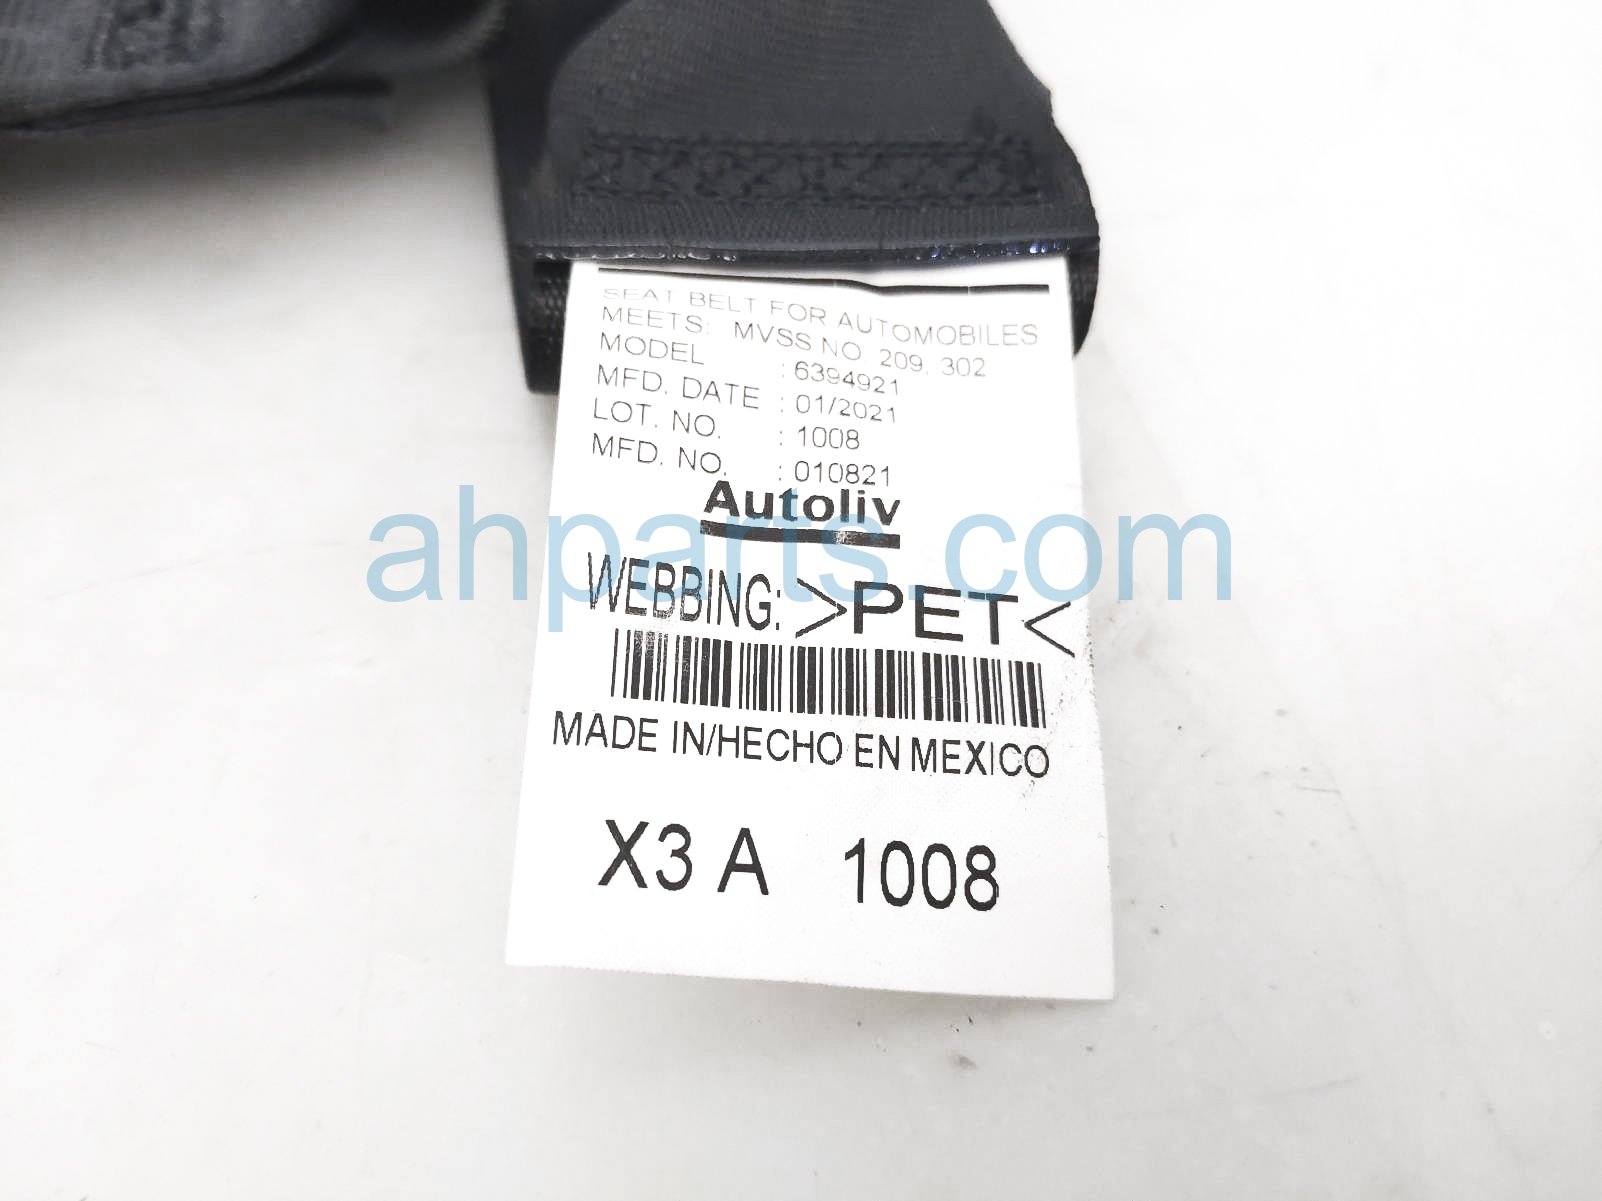 SEAT BELT FOR AUTOMOBILES
MEETS: MVSS NO. 209, 302
MODEL : 6394921
MFD. DATE : 01/2021
LOT. NO. : 1008
MFD. NO. : 010821
Autoliv
ahparts.com
WEBBING: >PET<
MADE IN/HECHO EN MEXICO
X3 A 1008